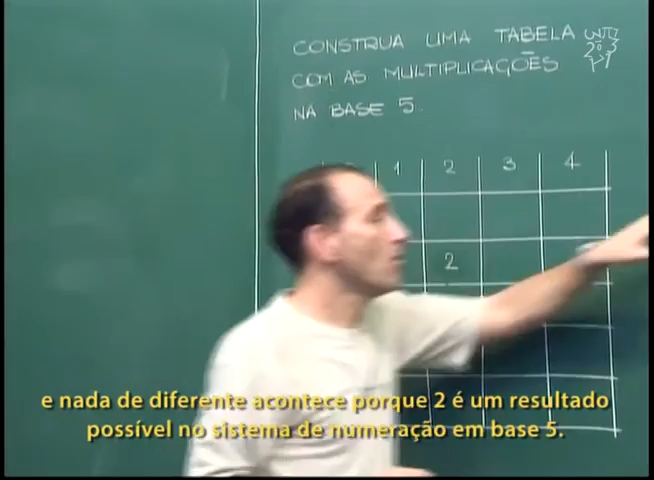 CONSTRUA UMA TABELA
COM AS MULTIPLICAÇÕES
NA BASE 5.
1 2 3 4
2
e nada de diferente acontece porque 2 é um resultado
possível no sistema de numeração em base 5.